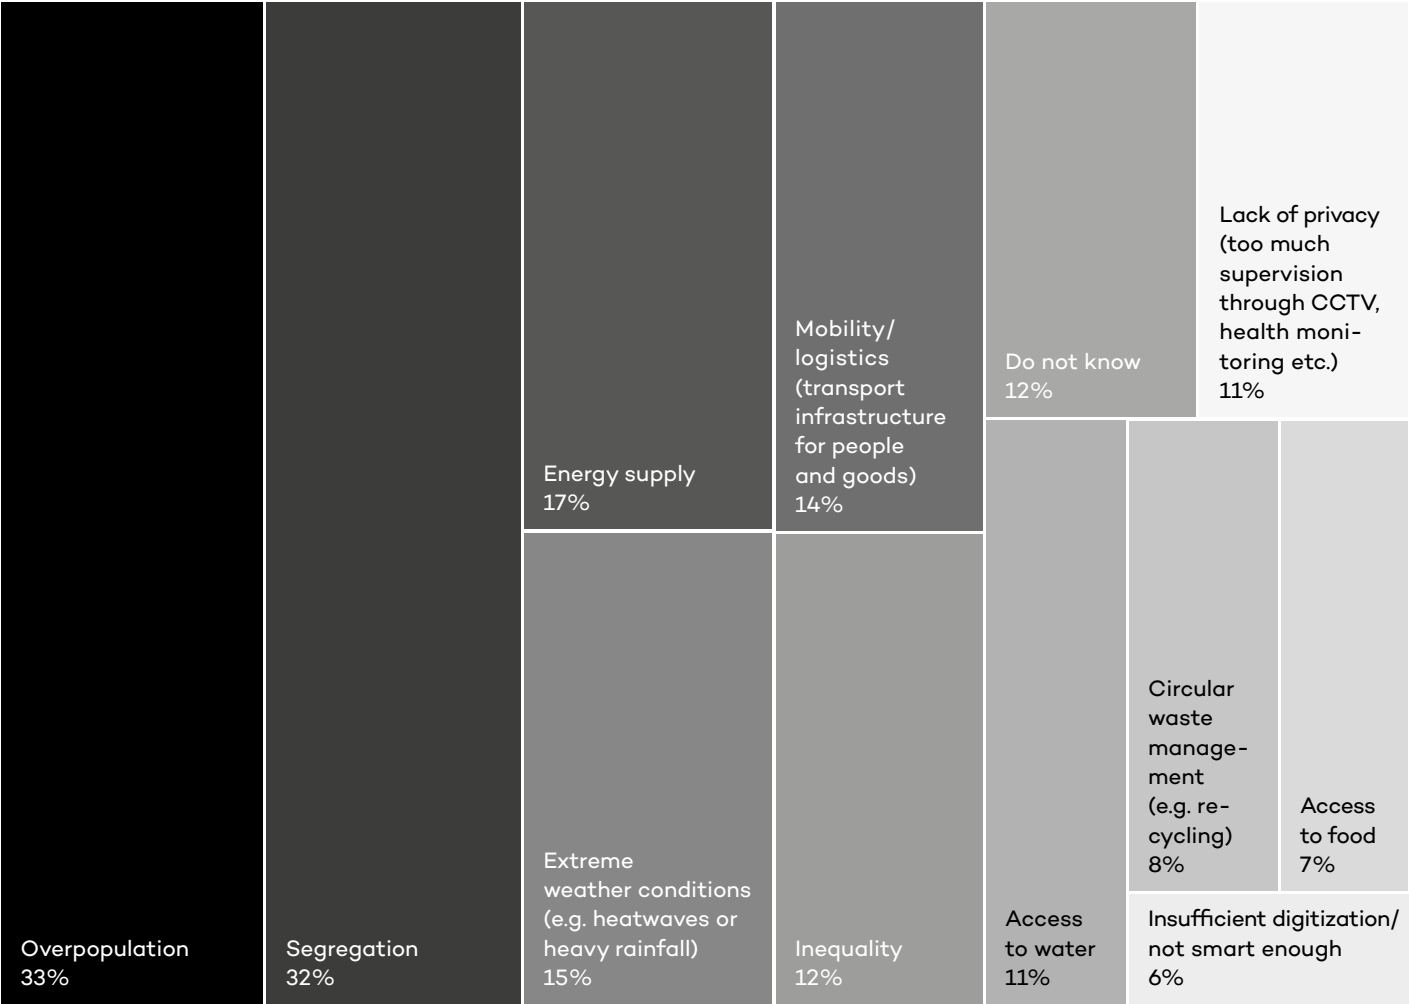 Overpopulation
33%
Segregation
32%
Energy supply
17%
Extreme
weather conditions
(e.g. heatwaves or
heavy rainfall)
15%
Mobility/
logistics
(transport
infrastructure
for people
and goods)
14%
Inequality
12%
Do not know
12%
Lack of privacy
(too much
supervision
through CCTV,
health moni-
toring etc.)
11%
Access
to water
11%
Circular
waste
manage-
ment
(e.g. re-
cycling)
8%
Access
to food
7%
Insufficient digitization/
not smart enough
6%